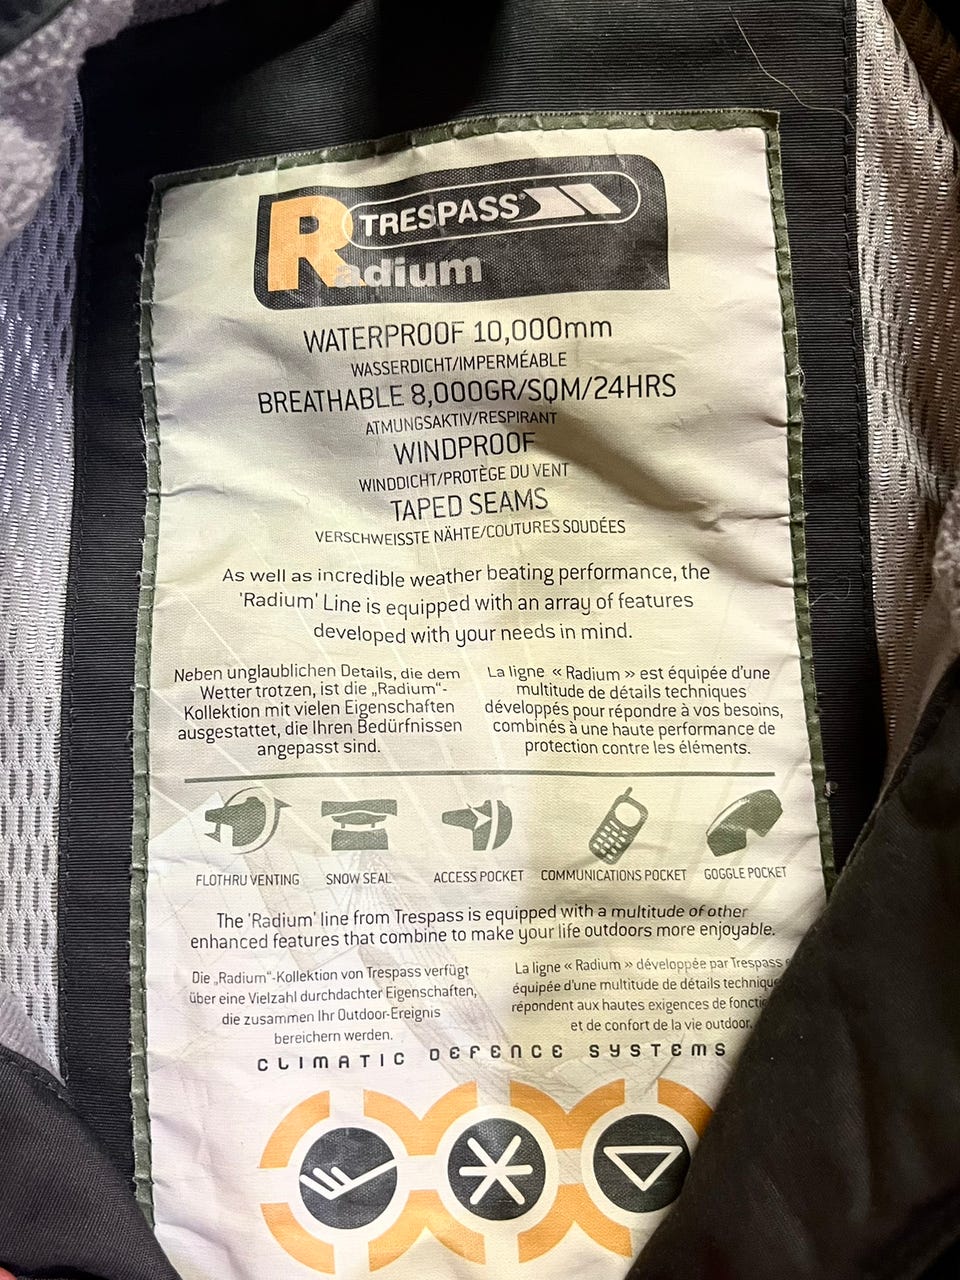 TRESPASS
Radium
WATERPROOF 10,000mm
WASSERDICHT/IMPERMÉABLE
BREATHABLE 8,000GR/SQM/24HRS
ATMUNGSAKTIV/RESPIRANT
WINDPROOF
WINDDICHT/PROTÈGE DU VENT
TAPED SEAMS
VERSCHWEISSTE NÄHTE/COUTURES SOUDÉES
As well as incredible weather beating performance, the
'Radium' Line is equipped with an array of features
developed with your needs in mind.
Neben unglaublichen Details, die dem
Wetter trotzen, ist die „Radium“-
Kollektion mit vielen Eigenschaften
ausgestattet, die Ihren Bedürfnissen
angepasst sind.
La ligne « Radium » est équipée d'une
multitude de détails techniques
développés pour répondre à vos besoins,
combinés à une haute performance de
protection contre les éléments.
FLOTHRU VENTING
SNOW SEAL
ACCESS POCKET
COMMUNICATIONS POCKET
GOGGLE POCKET
The 'Radium' line from Trespass is equipped with a multitude of other
enhanced features that combine to make your life outdoors more enjoyable.
Die „Radium“-Kollektion von Trespass verfügt
über eine Vielzahl durchdachter Eigenschaften,
die zusammen Ihr Outdoor-Ereignis
bereichern werden.
La ligne « Radium » développée par Trespass
équipée d'une multitude de détails
répondent aux hautes exigences de
et de confort de la vie outdoor.
CLIMATIC DEFENCE SYSTEMS